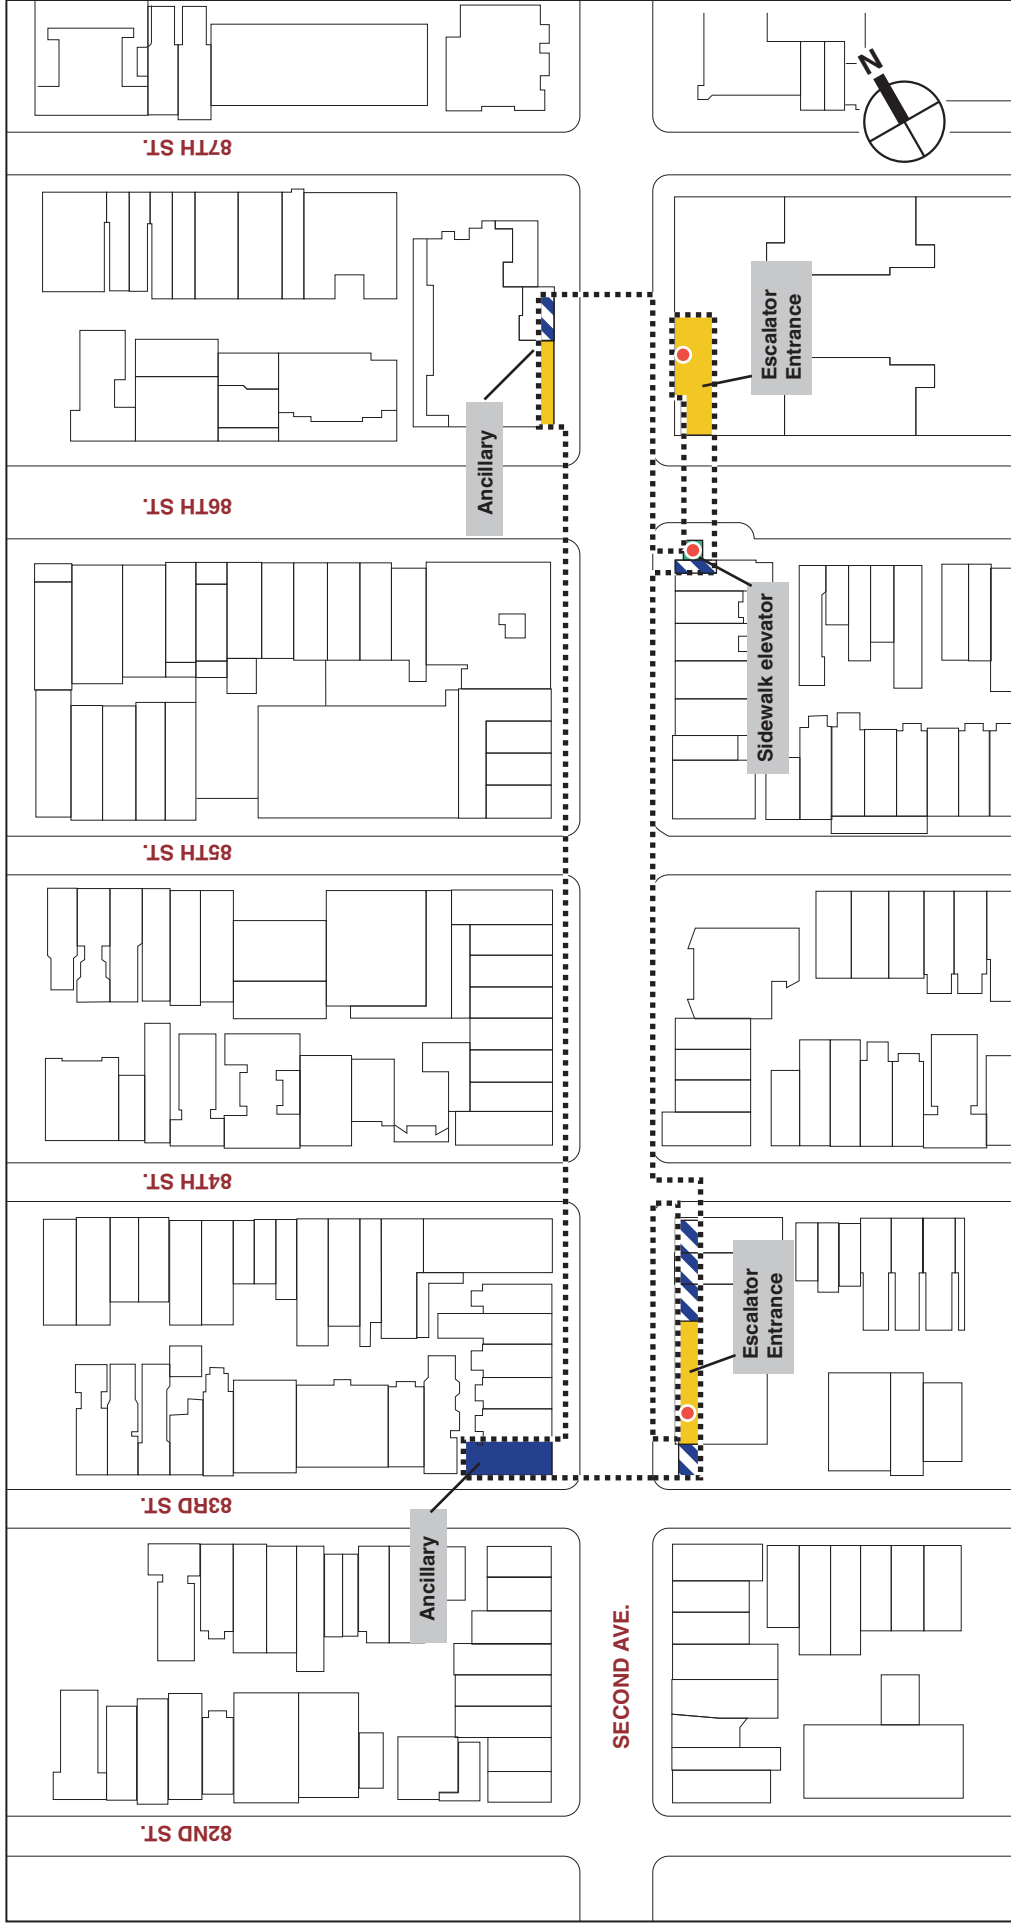 87TH ST.
N
Escalator
Entrance
Ancillary
86TH ST.
Sidewalk elevator
85TH ST.
84TH ST.
Escalator
Entrance
83RD ST.
Ancillary
SECOND AVE.
82ND ST.